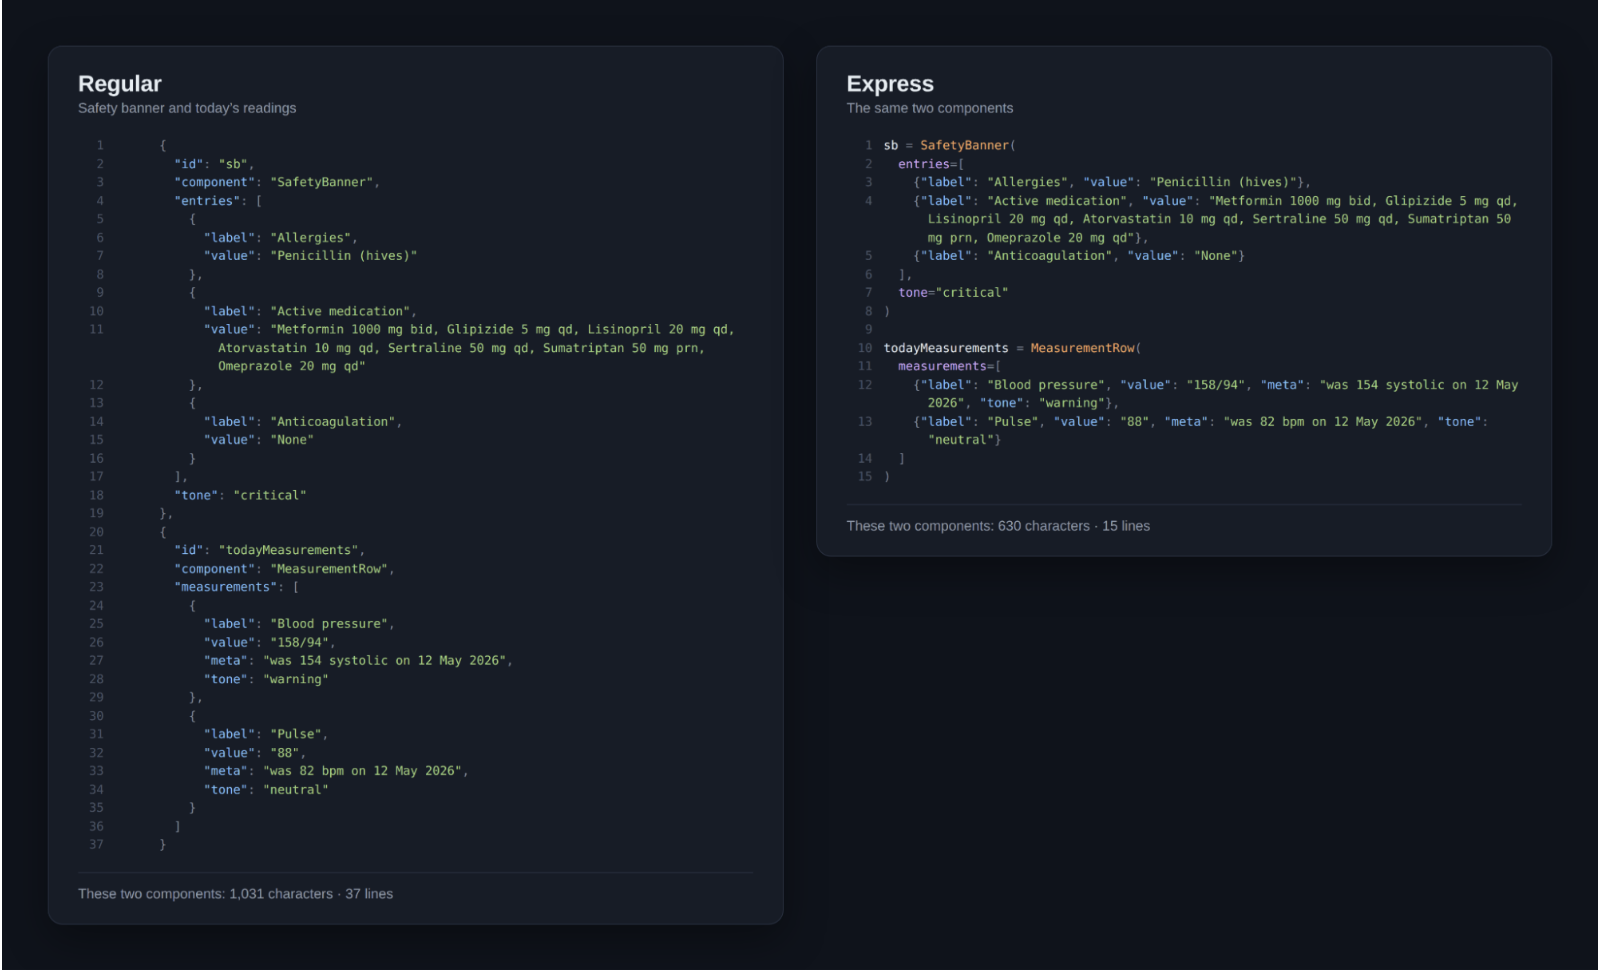 Regular
Safety banner and today's readings
1 {
2 "id": "sb",
3 "component": "SafetyBanner",
4 "entries": [
5 {
6 "label": "Allergies",
7 "value": "Penicillin (hives)"
8 },
9 {
10 "label": "Active medication",
11 "value": "Metformin 1000 mg bid, Glipizide 5 mg qd, Lisinopril 20 mg qd,
Atorvastatin 10 mg qd, Sertraline 50 mg qd, Sumatriptan 50 mg prn,
Omeprazole 20 mg qd"
12 },
13 {
14 "label": "Anticoagulation",
15 "value": "None"
16 }
17 ],
18 "tone": "critical"
19 },
20 {
21 "id": "todayMeasurements",
22 "component": "MeasurementRow",
23 "measurements": [
24 {
25 "label": "Blood pressure",
26 "value": "158/94",
27 "meta": "was 154 systolic on 12 May 2026",
28 "tone": "warning"
29 },
30 {
31 "label": "Pulse",
32 "value": "88",
33 "meta": "was 82 bpm on 12 May 2026",
34 "tone": "neutral"
35 }
36 ]
37 }
These two components: 1,031 characters · 37 lines
Express
The same two components
1 sb = SafetyBanner(
2 entries=[
3 {"label": "Allergies", "value": "Penicillin (hives)"},
4 {"label": "Active medication", "value": "Metformin 1000 mg bid, Glipizide 5 mg qd,
Lisinopril 20 mg qd, Atorvastatin 10 mg qd, Sertraline 50 mg qd, Sumatriptan 50
mg prn, Omeprazole 20 mg qd"},
5 {"label": "Anticoagulation", "value": "None"}
6 ],
7 tone="critical"
8 )
9
10 todayMeasurements = MeasurementRow(
11 measurements=[
12 {"label": "Blood pressure", "value": "158/94", "meta": "was 154 systolic on 12 May
2026", "tone": "warning"},
13 {"label": "Pulse", "value": "88", "meta": "was 82 bpm on 12 May 2026", "tone":
"neutral"}
14 ]
15 )
These two components: 630 characters · 15 lines